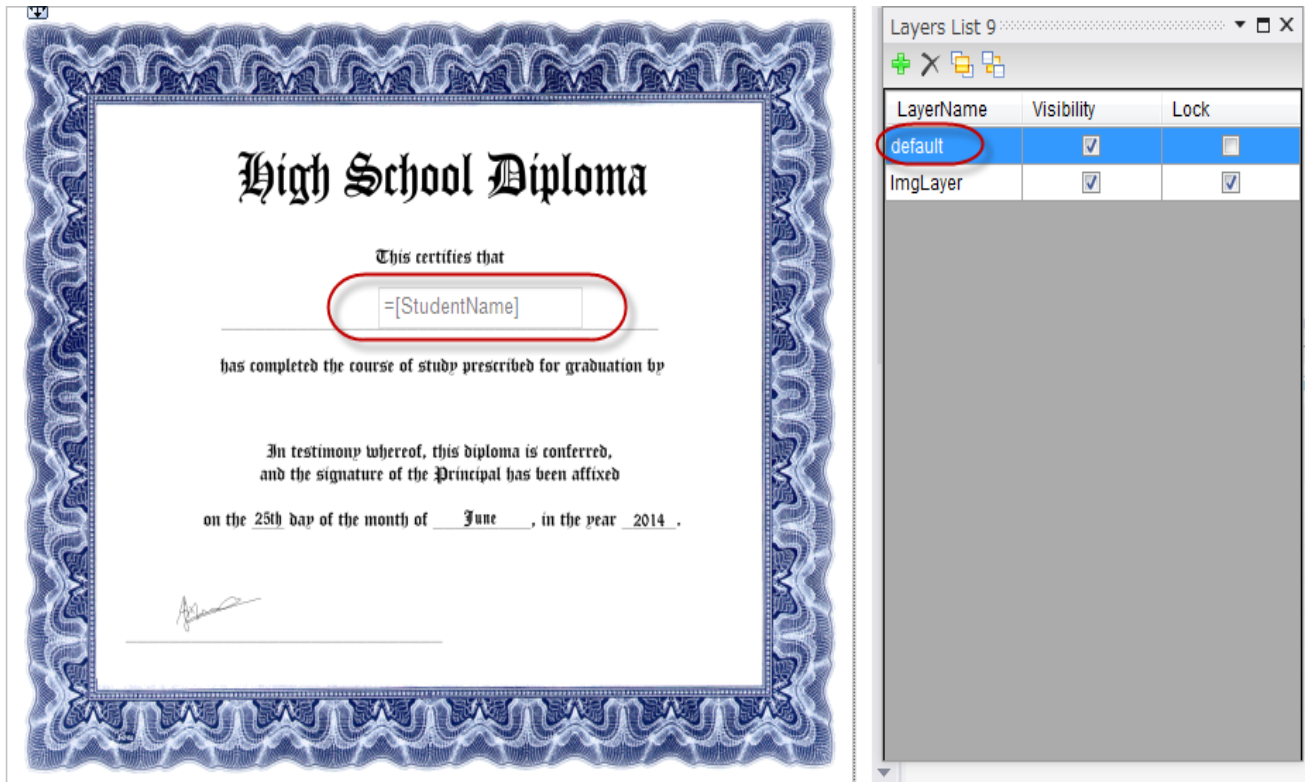 High School Diploma
This certifies that
=[StudentName]
has completed the course of study prescribed for graduation by
In testimony whereof, this diploma is conferred,
and the signature of the Principal has been affixed
on the 25th day of the month of June , in the year 2014 .
Layers List 9
LayerName Visibility Lock
default
ImgLayer